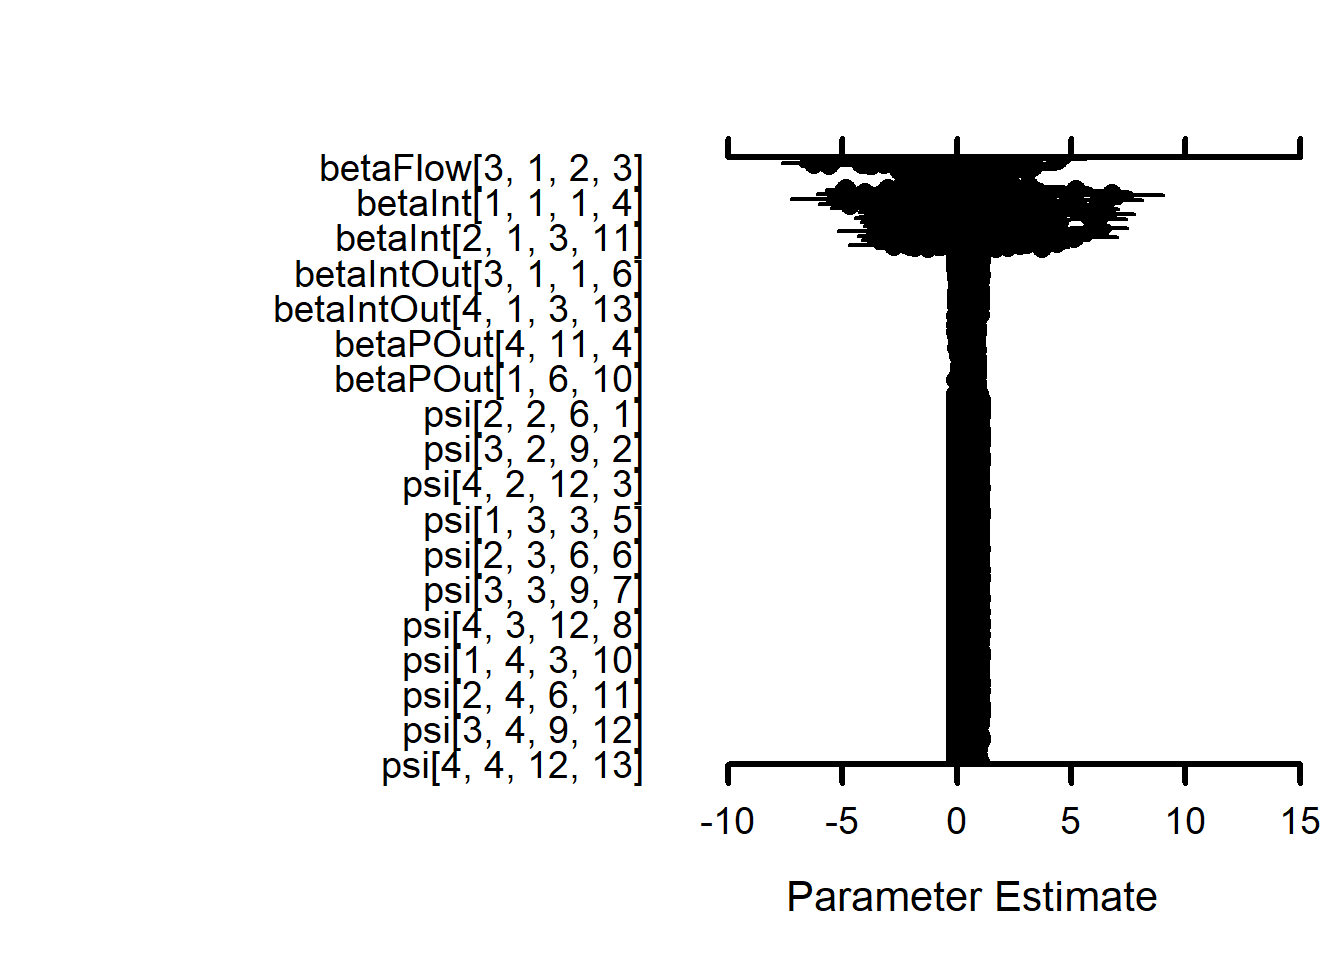 betaFlow[3, 1, 2, 3]
betaInt[1, 1, 1, 4]
betaInt[2, 1, 3, 11]
betaIntOut[3, 1, 1, 6]
betaIntOut[4, 1, 3, 13]
betaPOut[4, 11, 4]
betaPOut[1, 6, 10]
psi[2, 2, 6, 1]
psi[3, 2, 9, 2]
psi[4, 2, 12, 3]
psi[1, 3, 3, 5]
psi[2, 3, 6, 6]
psi[3, 3, 9, 7]
psi[4, 3, 12, 8]
psi[1, 4, 3, 10]
psi[2, 4, 6, 11]
psi[3, 4, 9, 12]
psi[4, 4, 12, 13]
-10 -5 0 5 10 15
Parameter Estimate